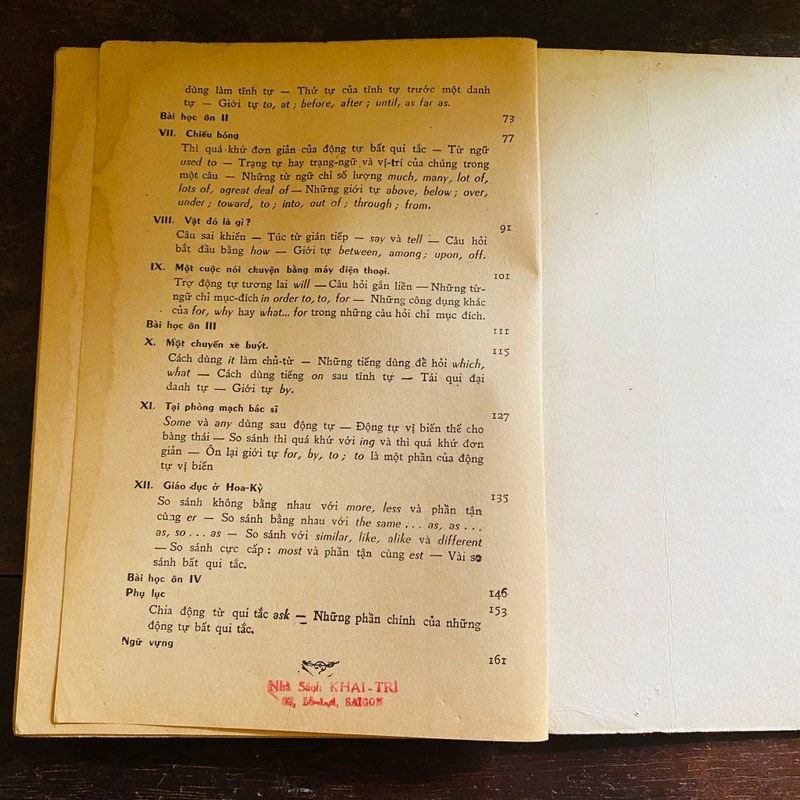 dùng làm tĩnh tự — Thứ tự của tĩnh tự trước một danh
tự — Giới tự to, at ; before, after ; until, as far as.
Bài học ôn II 73
VII. Chiếu bóng 77
Thì quá khứ đơn giản của động tự bất qui tắc — Từ ngữ
used to — Trạng tự hay trạng-ngữ và vị-trí của chúng trong
một câu — Những từ ngữ chỉ số lượng much, many, lot of,
lots of, agreat deal of — Những giới tự above, below ; over,
under ; toward, to ; into, out of ; through ; from.
VIII. Vật đó là gì ? 91
Câu sai khiến — Túc từ gián tiếp — say và tell — Câu hỏi
bắt đầu bằng how — Giới tự between, among ; upon, off.
IX. Một cuộc nói chuyện bằng máy điện thoại. 101
Trợ động tự tương lai will — Câu hỏi gắn liền — Những từ-
ngữ chỉ mục-đích in order to, to, for — Những công dụng khác
của for, why hay what... for trong những câu hỏi chỉ mục đích.
Bài học ôn III 111
X. Một chuyến xe buýt. 115
Cách dùng it làm chủ-từ — Những tiếng dùng để hỏi which,
what — Cách dùng tiếng on sau tĩnh tự — Tái qui đại
danh tự — Giới tự by.
XI. Tại phòng mạch bác sĩ 127
Some và any dùng sau động tự — Động tự vị biến thể cho
bàng thái — So sánh thì quá khứ với ing và thì quá khứ đơn
giản — Ôn lại giới tự for, by, to ; to là một phần của động
tự vị biến
XII. Giáo dục ở Hoa-Kỳ 135
So sánh không bằng nhau với more, less và phần tận
cùng er — So sánh bằng nhau với the same . . . as, as . . .
as, so . . . as — So sánh với similar, like, alike và different
— So sánh cực cấp : most và phần tận cùng est — Vài so
sánh bất qui tắc.
Bài học ôn IV 146
Phụ lục 153
Chia động từ qui tắc ask — Những phần chính của những
động tự bất qui tắc.
Ngữ vựng 161
Nhà Sách KHAI-TRÍ
62, Lê-Lợi, SAIGON